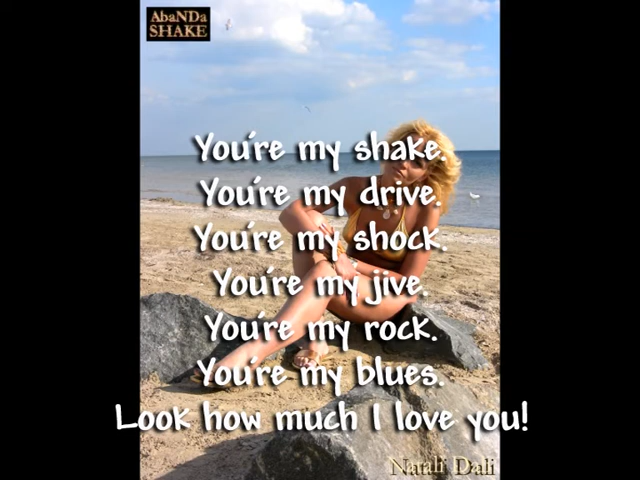 AbaNDa
SHAKE
You're my shake.
You're my drive.
You're my shock.
You're my jive.
You're my rock.
You're my blues.
Look how much I love you!
Natali Dali